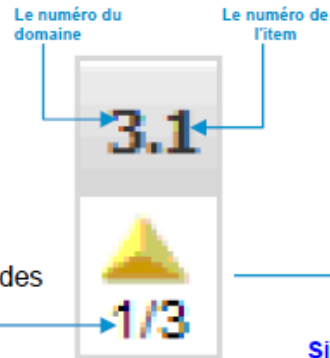 Le numéro du
domaine
Le numéro de
l'item
3.1
des
1/3
Si